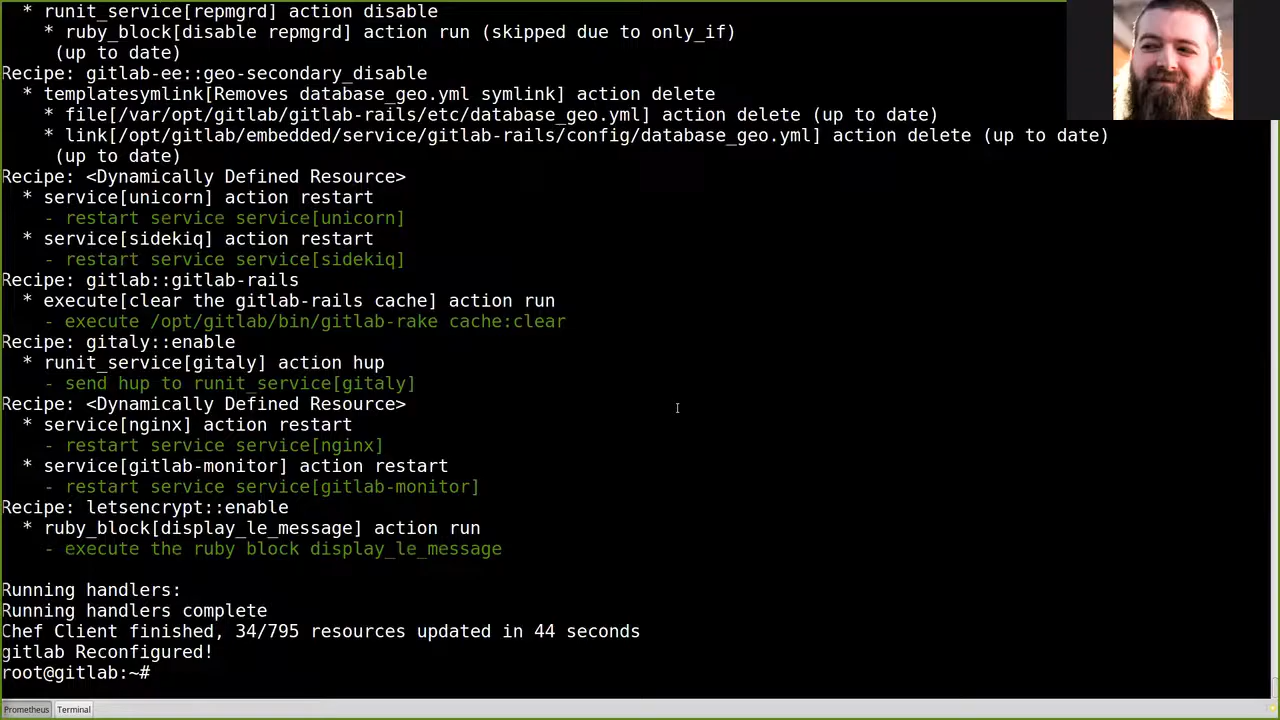 * runit_service[repmgrd] action disable
* ruby_block[disable repmgrd] action run (skipped due to only_if)
(up to date)
Recipe: gitlab-ee::geo-secondary_disable
* templatesymlink[Removes database_geo.yml symlink] action delete
* file[/var/opt/gitlab/gitlab-rails/etc/database_geo.yml] action delete (up to date)
* link[/opt/gitlab/embedded/service/gitlab-rails/config/database_geo.yml] action delete (up to date)
(up to date)
Recipe: <Dynamically Defined Resource>
* service[unicorn] action restart
- restart service service[unicorn]
* service[sidekiq] action restart
- restart service service[sidekiq]
Recipe: gitlab::gitlab-rails
* execute[clear the gitlab-rails cache] action run
- execute /opt/gitlab/bin/gitlab-rake cache:clear
Recipe: gitaly::enable
* runit_service[gitaly] action hup
- send hup to runit_service[gitaly]
Recipe: <Dynamically Defined Resource>
* service[nginx] action restart
- restart service service[nginx]
* service[gitlab-monitor] action restart
- restart service service[gitlab-monitor]
Recipe: letsencrypt::enable
* ruby_block[display_le_message] action run
- execute the ruby block display_le_message
Running handlers:
Running handlers complete
Chef Client finished, 34/795 resources updated in 44 seconds
gitlab Reconfigured!
root@gitlab:~#
Prometheus Terminal